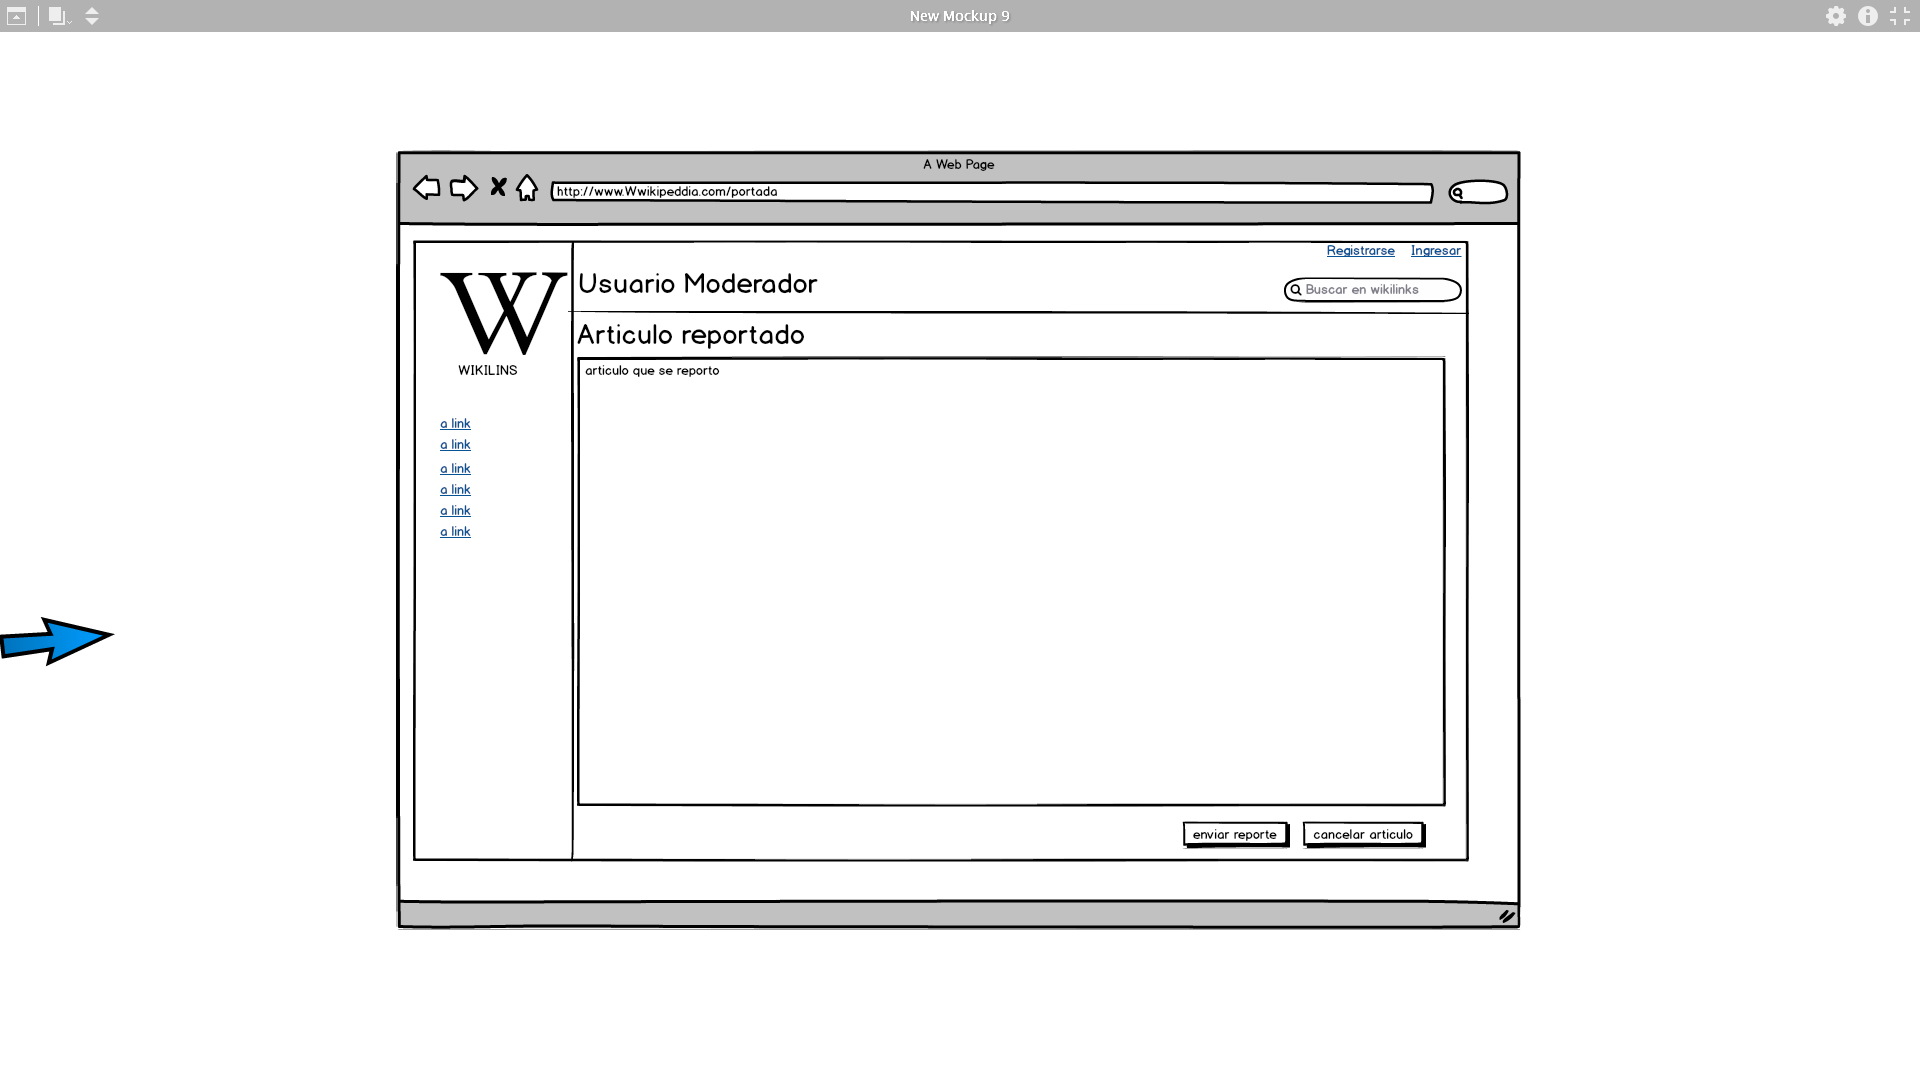 New Mockup 9
A Web Page
http://www.Wwikipeddia.com/portada
Registrarse Ingresar
Usuario Moderador
Buscar en wikilinks
W
WIKILINS
Articulo reportado
articulo que se reporto
a link
a link
a link
a link
a link
a link
enviar reporte cancelar articulo